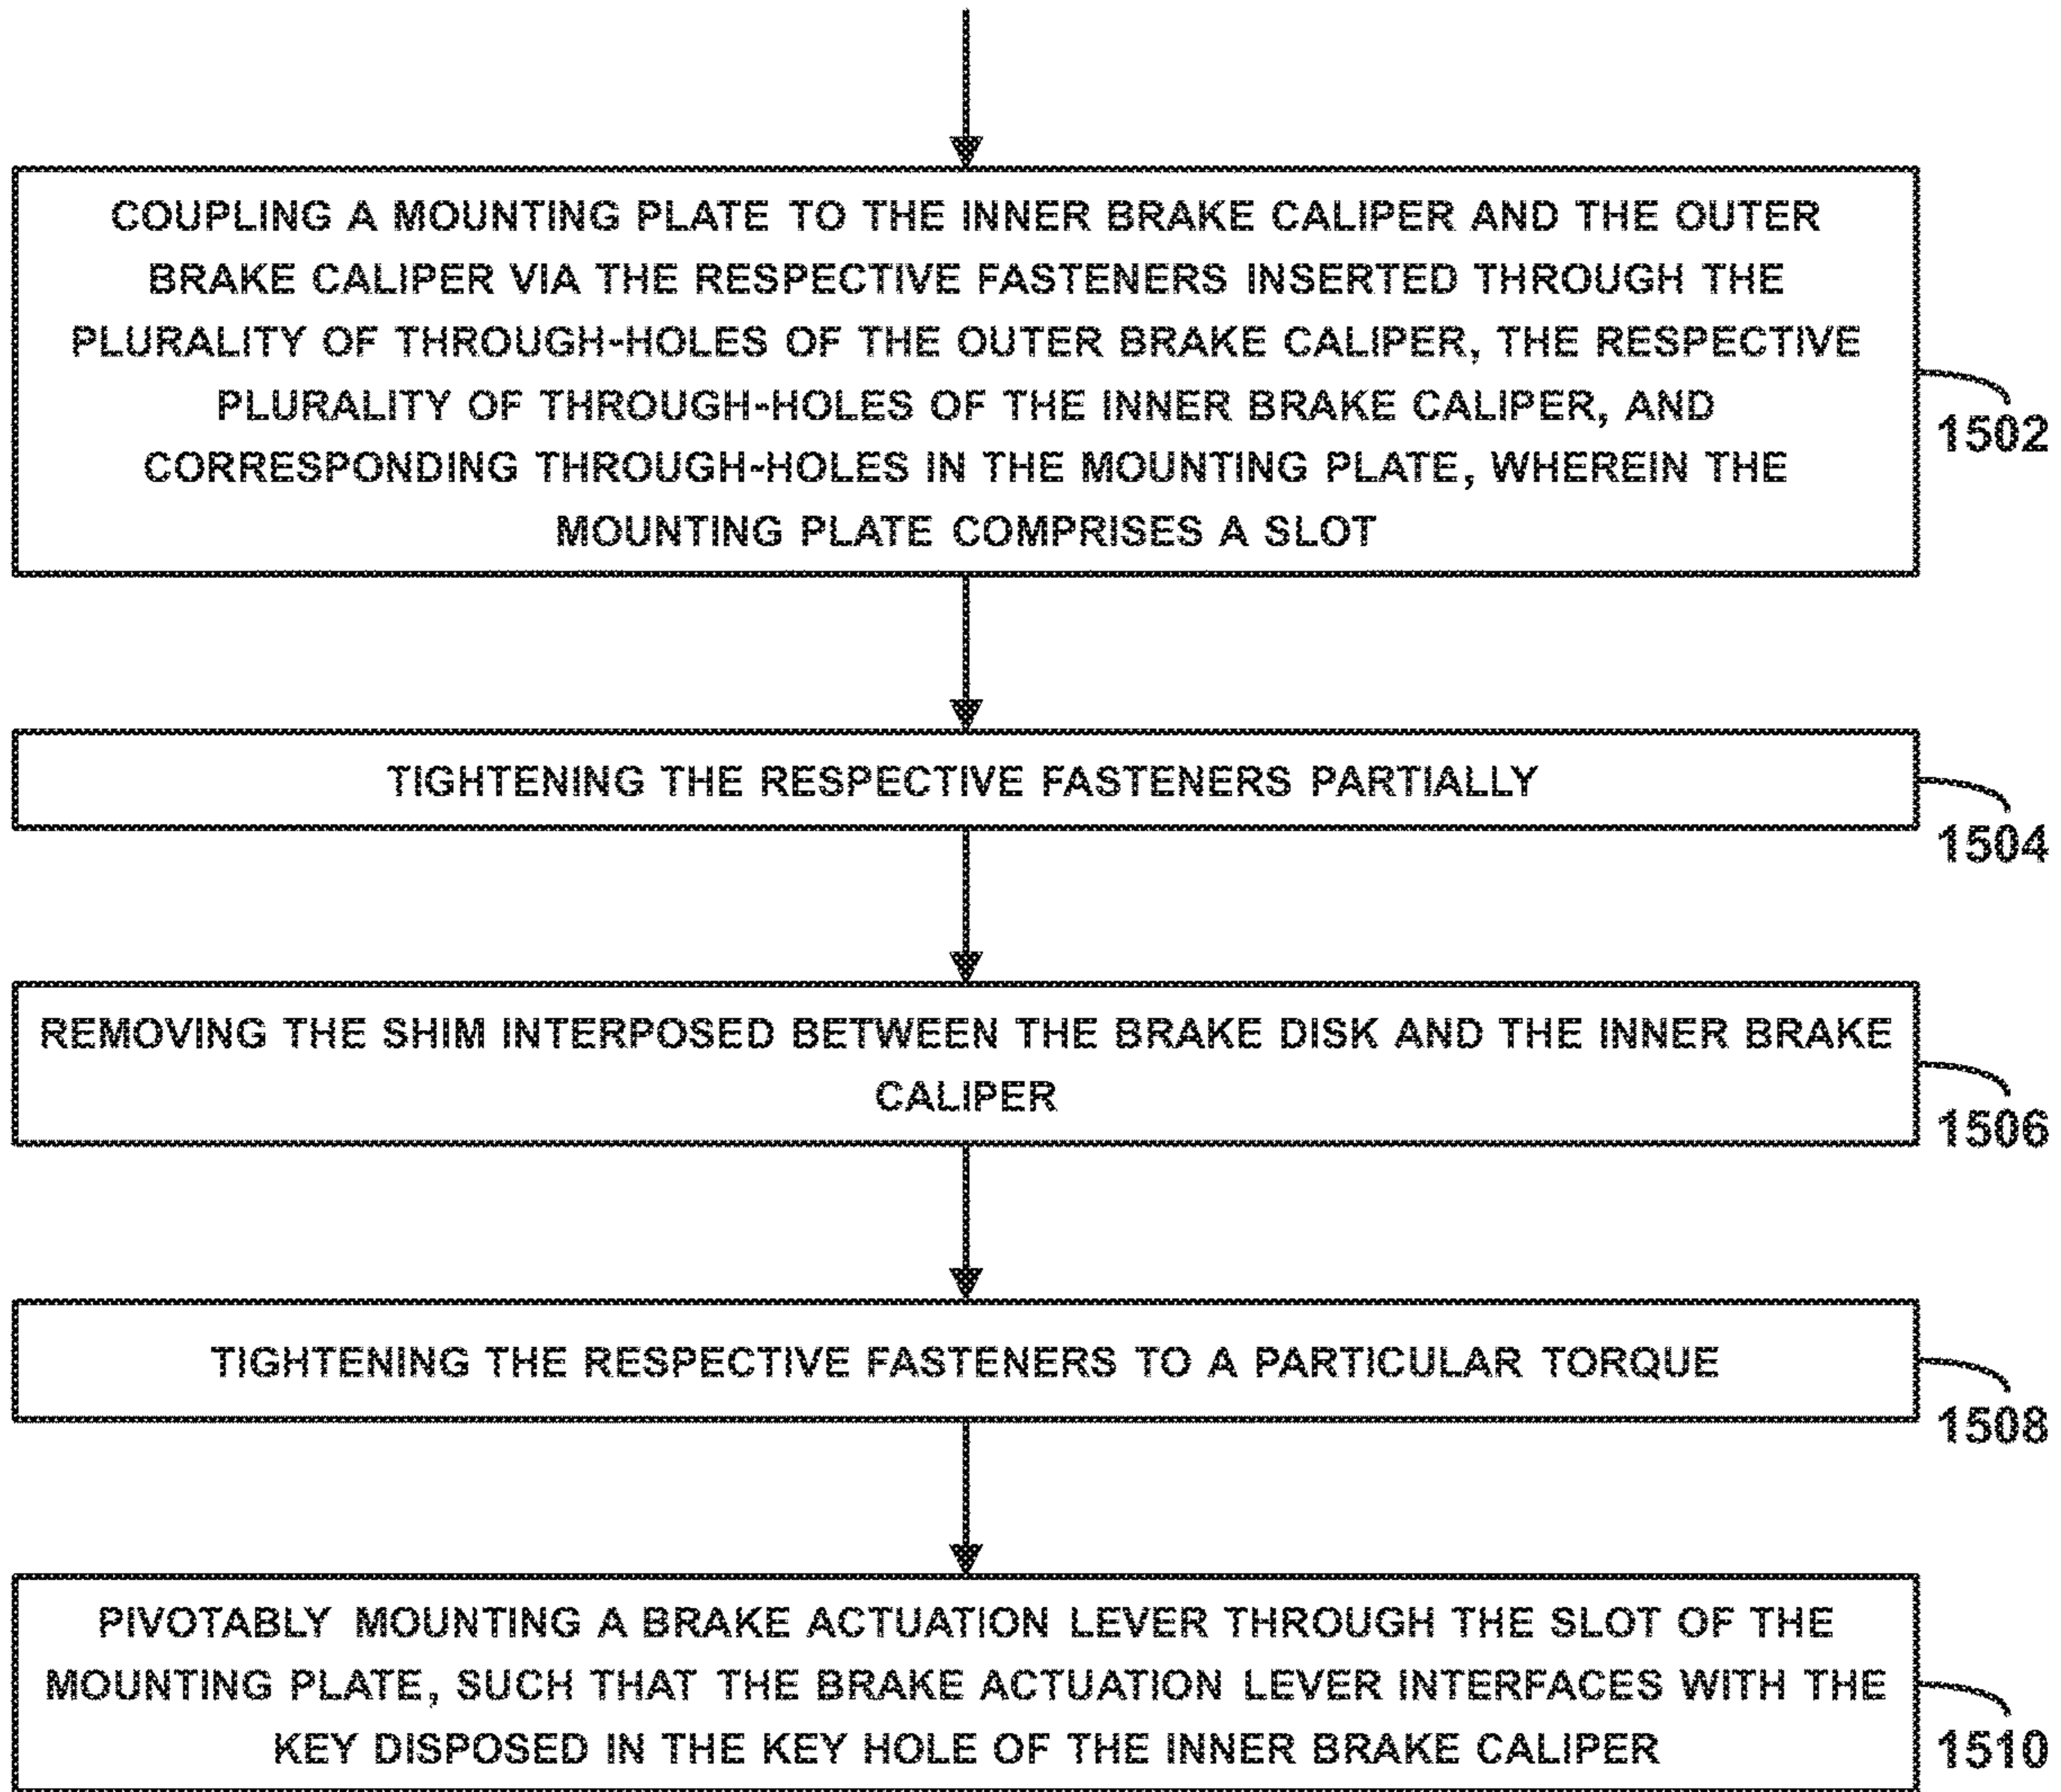 COUPLING A MOUNTING PLATE TO THE INNER BRAKE CALIPER AND THE OUTER
BRAKE CALIPER VIA THE RESPECTIVE FASTENERS INSERTED THROUGH THE
PLURALITY OF THROUGH-HOLES OF THE OUTER BRAKE CALIPER, THE RESPECTIVE
PLURALITY OF THROUGH-HOLES OF THE INNER BRAKE CALIPER, AND
CORRESPONDING THROUGH-HOLES IN THE MOUNTING PLATE, WHEREIN THE
MOUNTING PLATE COMPRISES A SLOT
1502
TIGHTENING THE RESPECTIVE FASTENERS PARTIALLY
1504
REMOVING THE SHIM INTERPOSED BETWEEN THE BRAKE DISK AND THE INNER BRAKE
CALIPER
1506
TIGHTENING THE RESPECTIVE FASTENERS TO A PARTICULAR TORQUE
1508
PIVOTABLY MOUNTING A BRAKE ACTUATION LEVER THROUGH THE SLOT OF THE
MOUNTING PLATE, SUCH THAT THE BRAKE ACTUATION LEVER INTERFACES WITH THE
KEY DISPOSED IN THE KEY HOLE OF THE INNER BRAKE CALIPER
1510